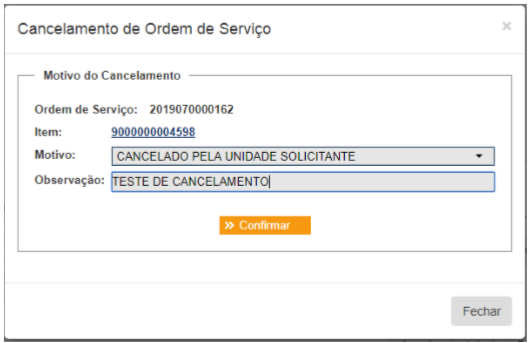 Cancelamento de Ordem de Serviço
×
Motivo do Cancelamento
Ordem de Serviço: 2019070000162
Item: 9000000004598
Motivo: CANCELADO PELA UNIDADE SOLICITANTE
Observação: TESTE DE CANCELAMENTO
» Confirmar
Fechar